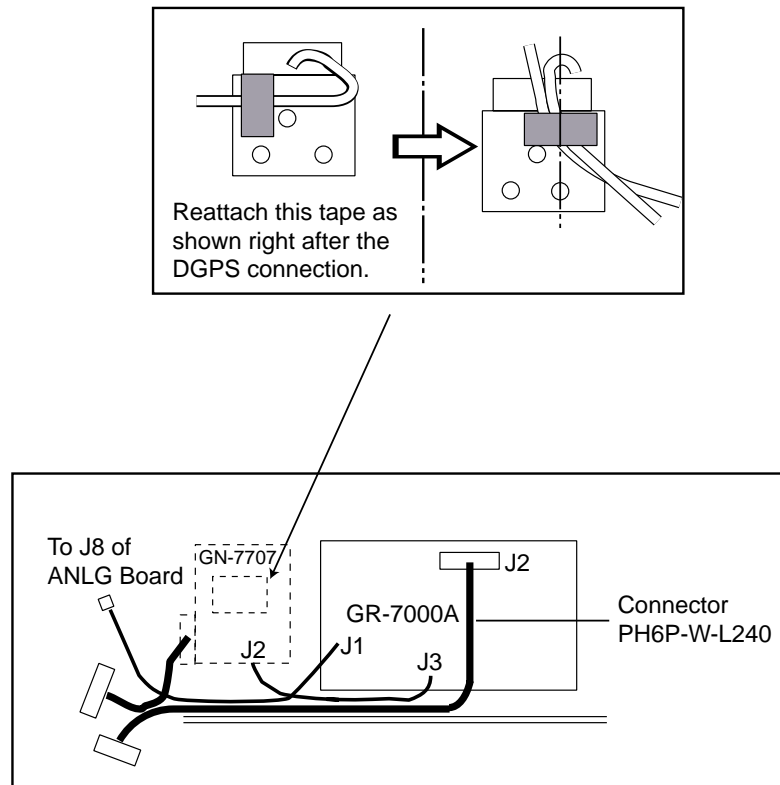 Reattach this tape as
shown right after the
DGPS connection.
To J8 of
ANLG Board
GN-7707
J2
GR-7000A
J2
J1
J3
Connector
PH6P-W-L240